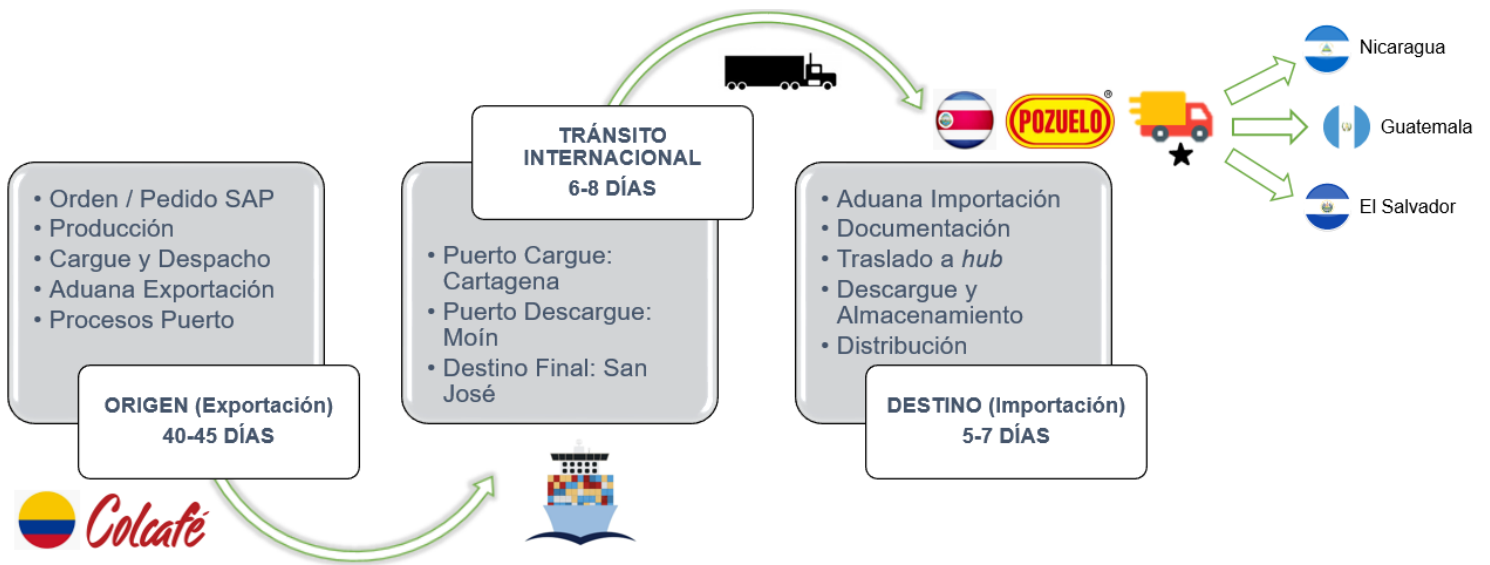 • Orden / Pedido SAP
• Producción
• Cargue y Despacho
• Aduana Exportación
• Procesos Puerto
ORIGEN (Exportación)
40-45 DÍAS
Colcafé
TRÁNSITO
INTERNACIONAL
6-8 DÍAS
• Puerto Cargue:
Cartagena
• Puerto Descargue:
Moín
• Destino Final: San
José
POZUELO®
• Aduana Importación
• Documentación
• Traslado a hub
• Descargue y
Almacenamiento
• Distribución
DESTINO (Importación)
5-7 DÍAS
Nicaragua
Guatemala
El Salvador